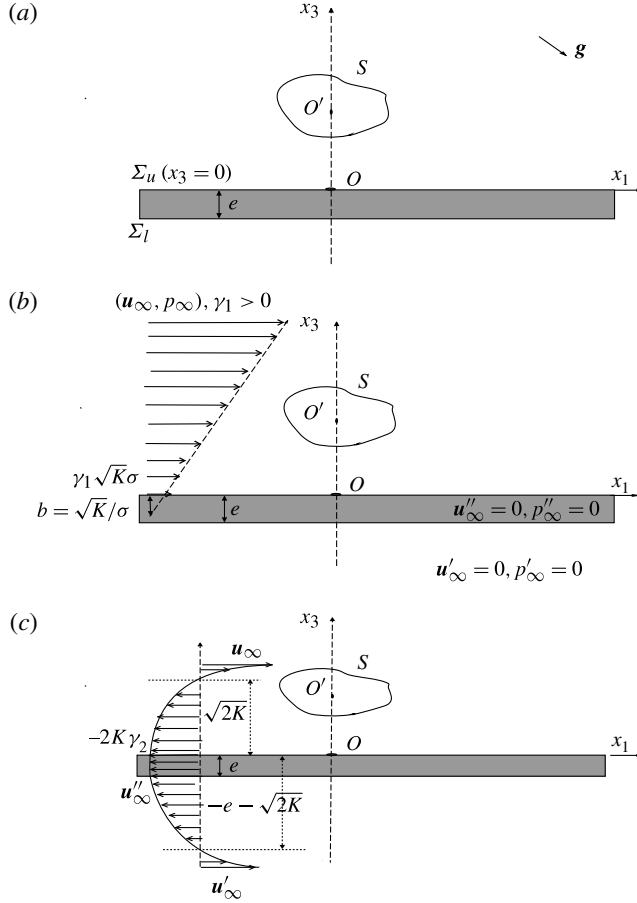 (a)
x₃
g
S
O′
Σᵤ (x₃ = 0)
O
x₁
e
Σₗ
(b)
(u∞, p∞), γ₁ > 0
x₃
S
O′
γ₁√Kσ
O
x₁
b = √K/σ
e
u″∞ = 0, p″∞ = 0
u′∞ = 0, p′∞ = 0
(c)
x₃
u∞
S
O′
√2K
−2Kγ₂
O
x₁
e
u″∞
−e − √2K
u′∞